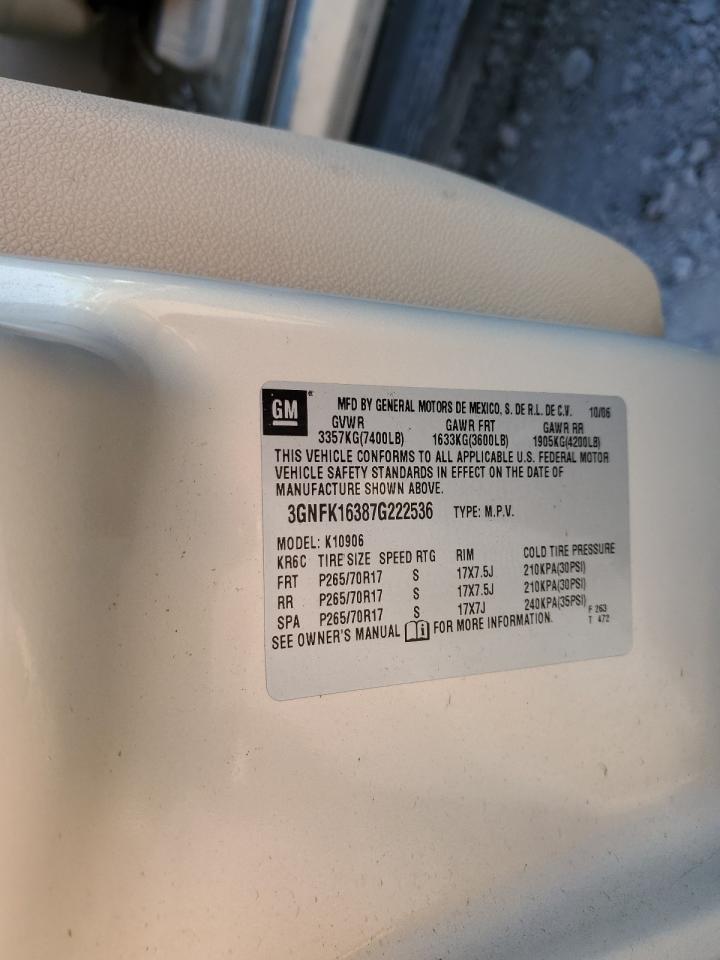 GM
MFD BY GENERAL MOTORS DE MEXICO, S. DE R.L. DE C.V. 10/06
GVWR GAWR FRT GAWR RR
3357KG(7400LB) 1633KG(3600LB) 1905KG(4200LB)
THIS VEHICLE CONFORMS TO ALL APPLICABLE U.S. FEDERAL MOTOR
VEHICLE SAFETY STANDARDS IN EFFECT ON THE DATE OF
MANUFACTURE SHOWN ABOVE.
3GNFK16387G222536 TYPE: M.P.V.
MODEL: K10906
KR6C TIRE SIZE SPEED RTG RIM COLD TIRE PRESSURE
FRT P265/70R17 S 17X7.5J 210KPA(30PSI)
RR P265/70R17 S 17X7.5J 210KPA(30PSI)
SPA P265/70R17 S 17X7J 240KPA(35PSI)
SEE OWNER'S MANUAL i FOR MORE INFORMATION.
F 263
T 472